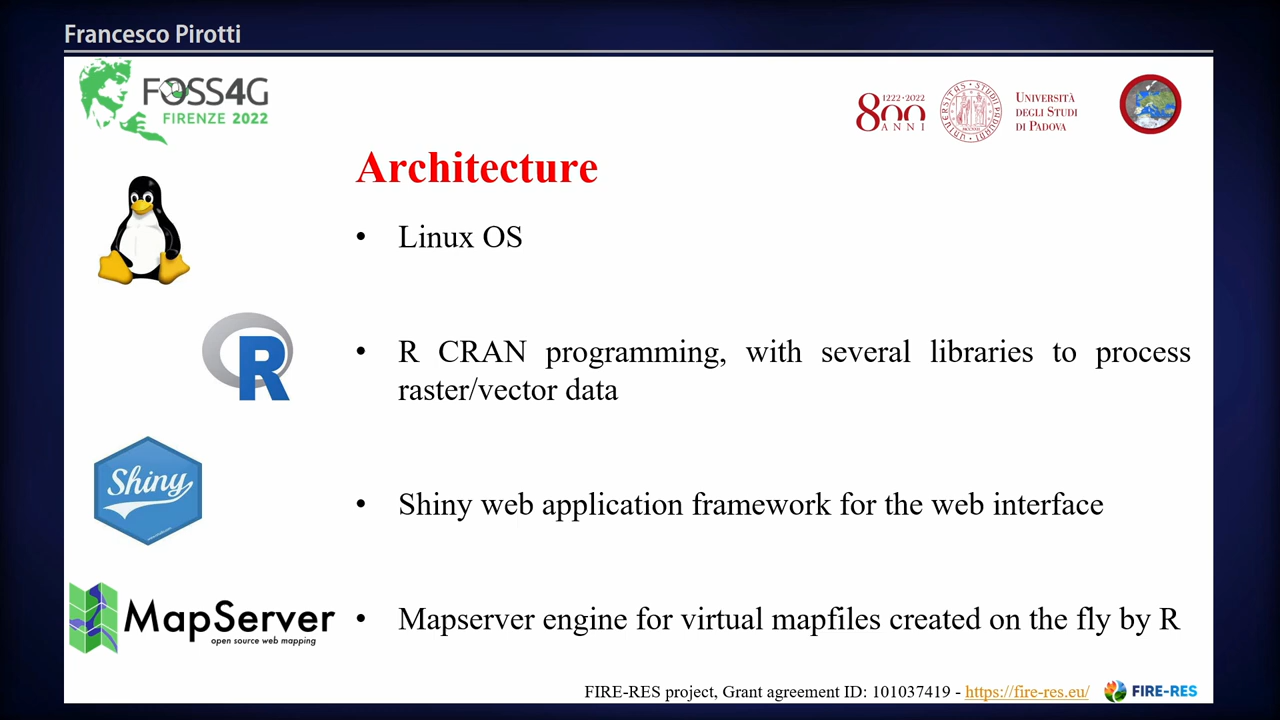 Francesco Pirotti
FOSS4G
FIRENZE 2022
1222•2022
800
ANNI
UNIVERSITÀ
DEGLI STUDI
DI PADOVA
Architecture
• Linux OS
• R CRAN programming, with several libraries to process
raster/vector data
R
Shiny
• Shiny web application framework for the web interface
MapServer
open source web mapping
• Mapserver engine for virtual mapfiles created on the fly by R
FIRE-RES project, Grant agreement ID: 101037419 - https://fire-res.eu/
FIRE-RES